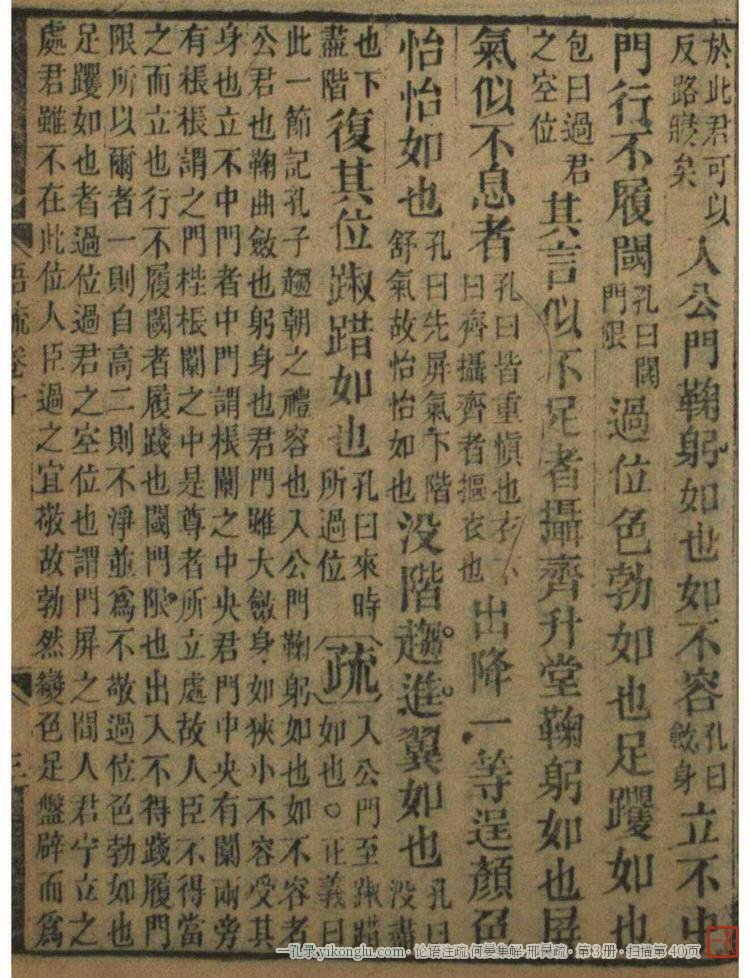 於此君可以反路寢矣入公門鞠躬如也如不容孔曰斂身立不中
門行不履閾孔曰閾門限過位色勃如也足躩如也
包曰過君之空位其言似不足者攝齊升堂鞠躬如也屏
氣似不息者孔曰皆重慎也衣下曰齊攝齊者摳衣也出降一等逞顏色
怡怡如也孔曰先屏氣下階舒氣故怡怡如也没階趨進翼如也孔曰没盡
也下盡階復其位踧踖如也孔曰來時所過位疏入公門至踧踖如也○正義曰
此一節記孔子趨朝之禮容也入公門鞠躬如也如不容者
公君也鞠曲斂也躬身也君門雖大斂身如狹小不容受其
身也立不中門者中門謂棖闑之中央君門中央有闑兩旁
有棖棖謂之門梐棖闑之中是尊者所立處故人臣不得當
之而立也行不履閾者履踐也閾門限也出入不得踐履門
限所以爾者一則自高二則不淨並爲不敬過位色勃如也
足躩如也者過位過君之空位也謂門屏之間人君宁立之
處君雖不在此位人臣過之宜敬故勃然變色足盤辟而爲
語疏卷十
三
一孔录yikonglu.com·论语注疏.何晏集解.邢昺疏·第3册·扫描第40页